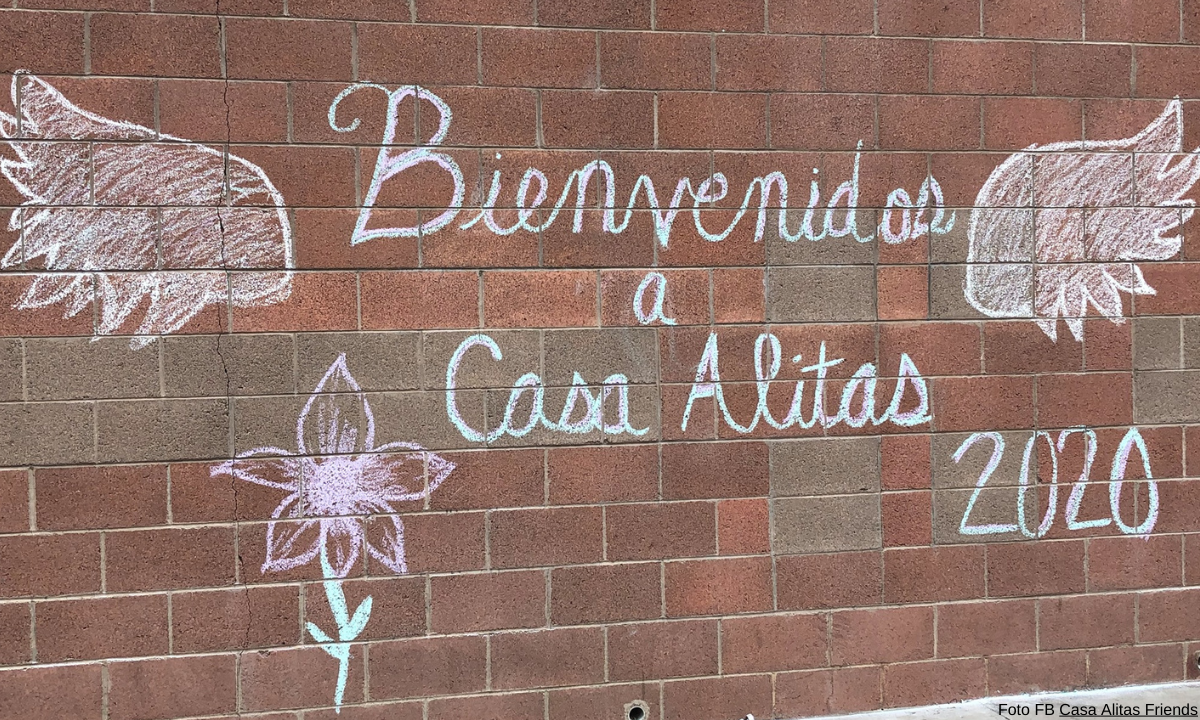 Bienvenidos
a
Casa Alitas
2020
Foto FB Casa Alitas Friends